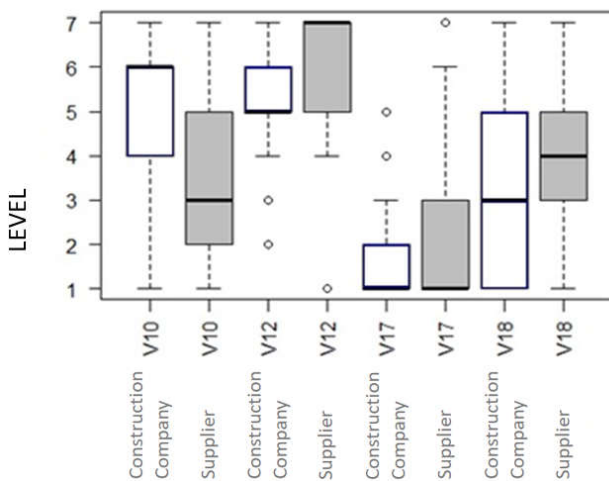 7
6
5
4
3
2
1
LEVEL
V10
V10
V12
V12
V17
V17
V18
V18
Construction
Company
Supplier
Construction
Company
Supplier
Construction
Company
Supplier
Construction
Company
Supplier